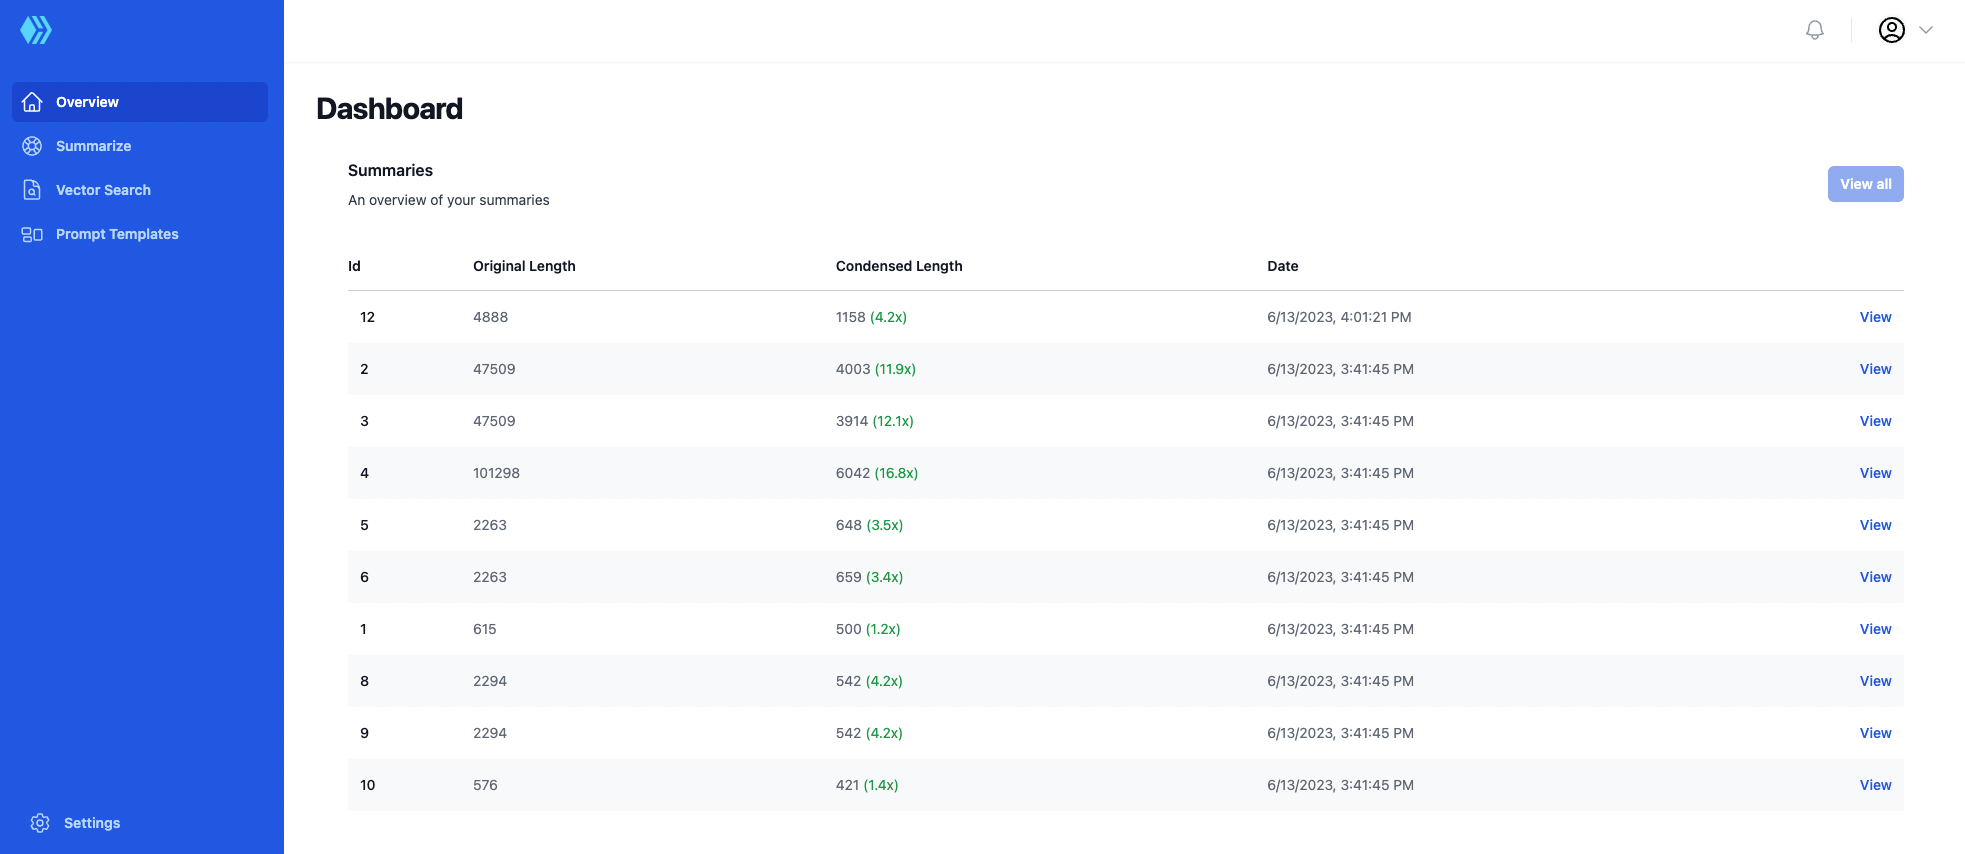 Overview
Summarize
Vector Search
Prompt Templates
Settings
Dashboard
Summaries
An overview of your summaries
View all
Id Original Length Condensed Length Date
12 4888 1158 (4.2x) 6/13/2023, 4:01:21 PM View
2 47509 4003 (11.9x) 6/13/2023, 3:41:45 PM View
3 47509 3914 (12.1x) 6/13/2023, 3:41:45 PM View
4 101298 6042 (16.8x) 6/13/2023, 3:41:45 PM View
5 2263 648 (3.5x) 6/13/2023, 3:41:45 PM View
6 2263 659 (3.4x) 6/13/2023, 3:41:45 PM View
1 615 500 (1.2x) 6/13/2023, 3:41:45 PM View
8 2294 542 (4.2x) 6/13/2023, 3:41:45 PM View
9 2294 542 (4.2x) 6/13/2023, 3:41:45 PM View
10 576 421 (1.4x) 6/13/2023, 3:41:45 PM View